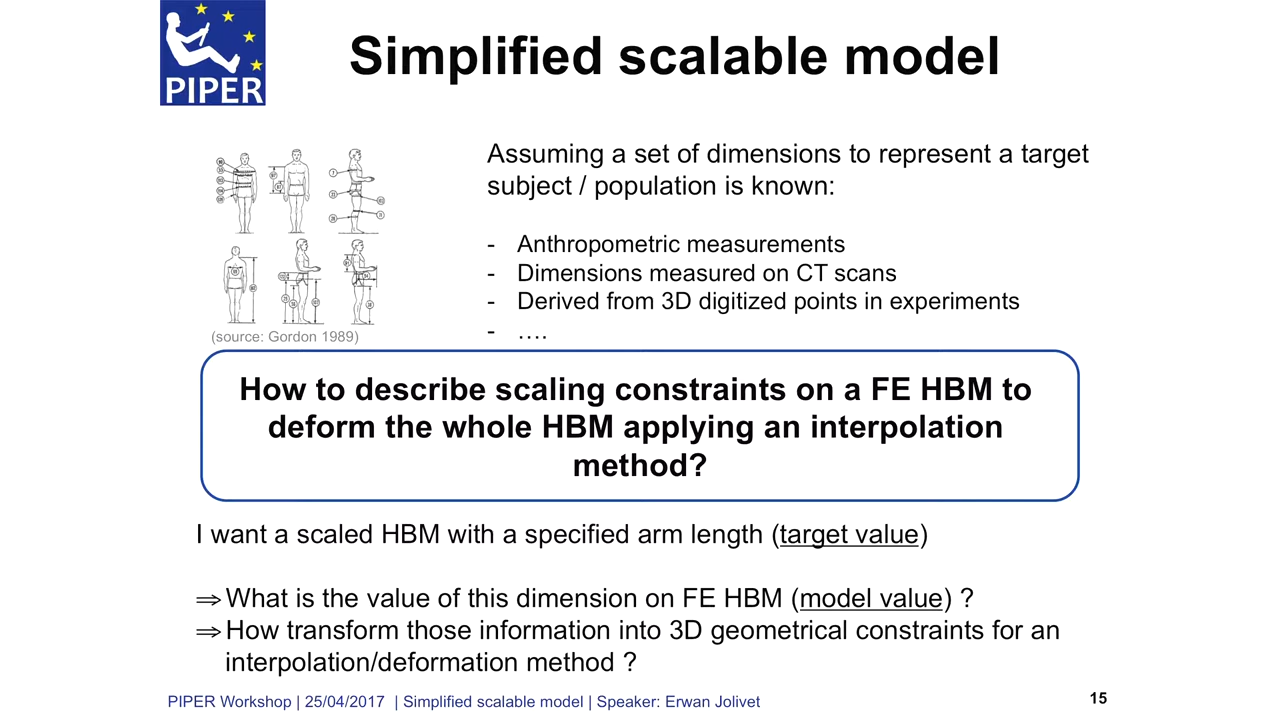 PIPER
Simplified scalable model
Assuming a set of dimensions to represent a target
subject / population is known:
- Anthropometric measurements
- Dimensions measured on CT scans
- Derived from 3D digitized points in experiments
- ….
(source: Gordon 1989)
How to describe scaling constraints on a FE HBM to
deform the whole HBM applying an interpolation
method?
I want a scaled HBM with a specified arm length (target value)
⇒ What is the value of this dimension on FE HBM (model value) ?
⇒ How transform those information into 3D geometrical constraints for an
interpolation/deformation method ?
PIPER Workshop | 25/04/2017 | Simplified scalable model | Speaker: Erwan Jolivet
15